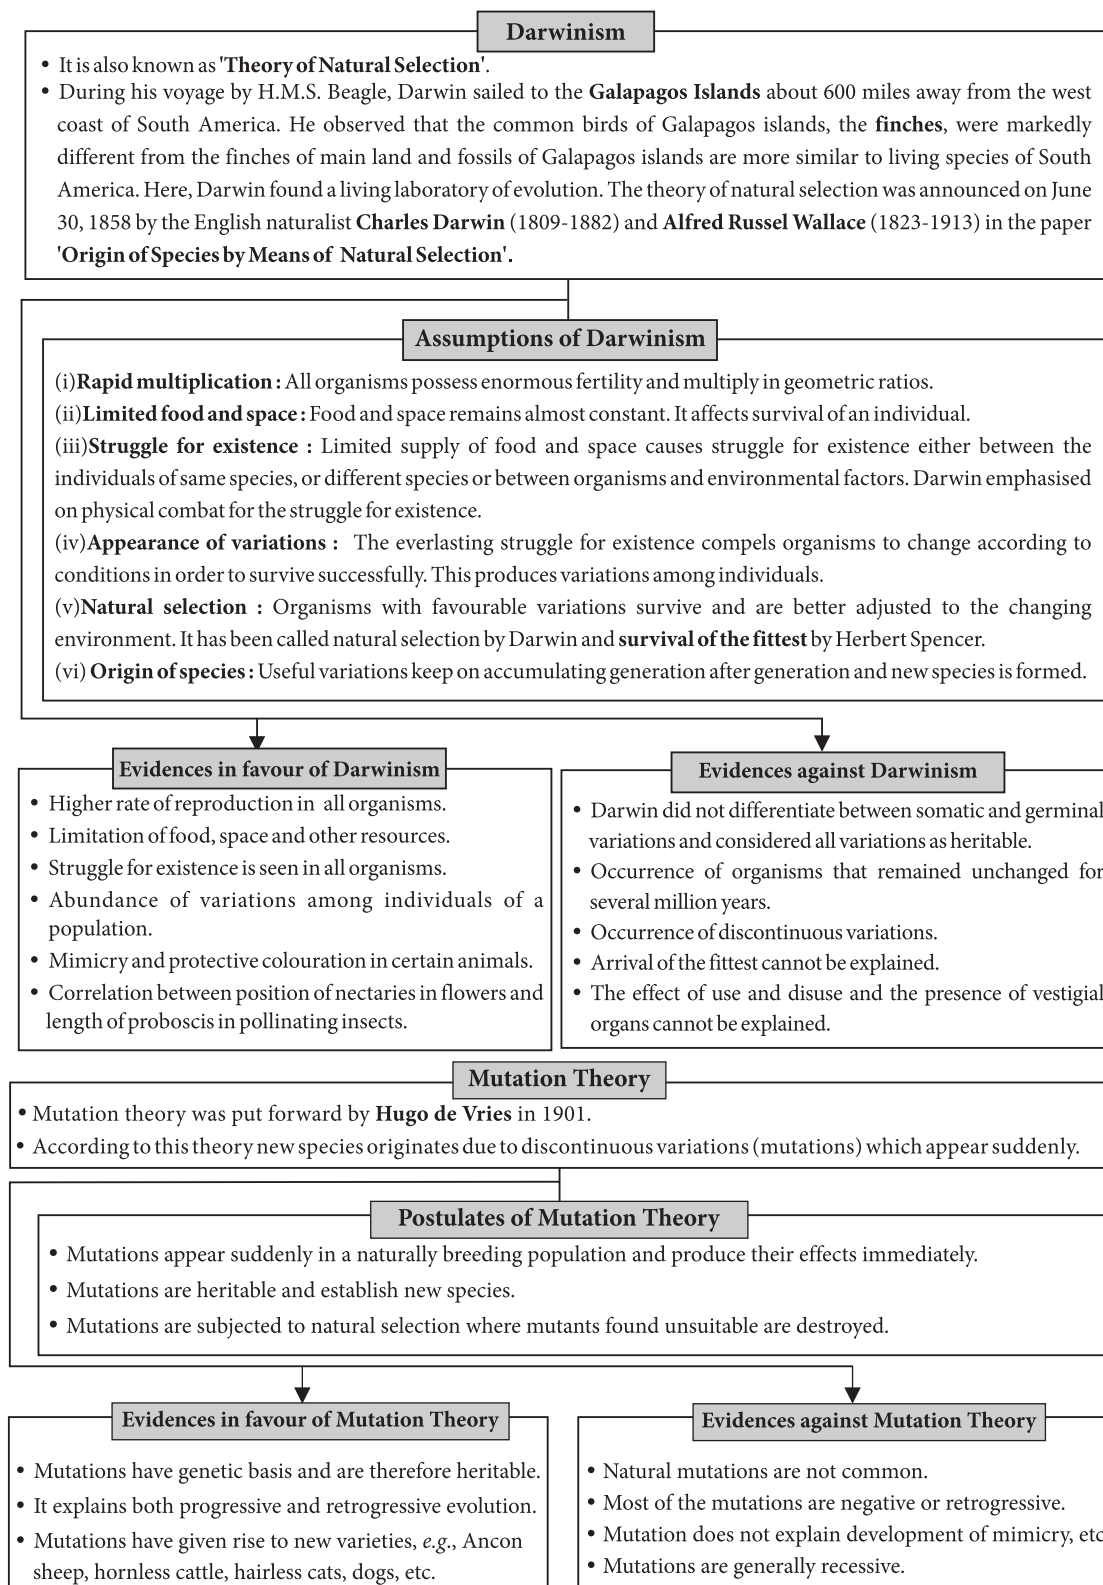 Darwinism
• It is also known as 'Theory of Natural Selection'.
• During his voyage by H.M.S. Beagle, Darwin sailed to the Galapagos Islands about 600 miles away from the west
coast of South America. He observed that the common birds of Galapagos islands, the finches, were markedly
different from the finches of main land and fossils of Galapagos islands are more similar to living species of South
America. Here, Darwin found a living laboratory of evolution. The theory of natural selection was announced on June
30, 1858 by the English naturalist Charles Darwin (1809-1882) and Alfred Russel Wallace (1823-1913) in the paper
'Origin of Species by Means of Natural Selection'.
Assumptions of Darwinism
(i)Rapid multiplication : All organisms possess enormous fertility and multiply in geometric ratios.
(ii)Limited food and space : Food and space remains almost constant. It affects survival of an individual.
(iii)Struggle for existence : Limited supply of food and space causes struggle for existence either between the
individuals of same species, or different species or between organisms and environmental factors. Darwin emphasised
on physical combat for the struggle for existence.
(iv)Appearance of variations : The everlasting struggle for existence compels organisms to change according to
conditions in order to survive successfully. This produces variations among individuals.
(v)Natural selection : Organisms with favourable variations survive and are better adjusted to the changing
environment. It has been called natural selection by Darwin and survival of the fittest by Herbert Spencer.
(vi) Origin of species : Useful variations keep on accumulating generation after generation and new species is formed.
Evidences in favour of Darwinism
• Higher rate of reproduction in all organisms.
• Limitation of food, space and other resources.
• Struggle for existence is seen in all organisms.
• Abundance of variations among individuals of a
population.
• Mimicry and protective colouration in certain animals.
• Correlation between position of nectaries in flowers and
length of proboscis in pollinating insects.
Evidences against Darwinism
• Darwin did not differentiate between somatic and germinal
variations and considered all variations as heritable.
• Occurrence of organisms that remained unchanged for
several million years.
• Occurrence of discontinuous variations.
• Arrival of the fittest cannot be explained.
• The effect of use and disuse and the presence of vestigial
organs cannot be explained.
Mutation Theory
• Mutation theory was put forward by Hugo de Vries in 1901.
• According to this theory new species originates due to discontinuous variations (mutations) which appear suddenly.
Postulates of Mutation Theory
• Mutations appear suddenly in a naturally breeding population and produce their effects immediately.
• Mutations are heritable and establish new species.
• Mutations are subjected to natural selection where mutants found unsuitable are destroyed.
Evidences in favour of Mutation Theory
• Mutations have genetic basis and are therefore heritable.
• It explains both progressive and retrogressive evolution.
• Mutations have given rise to new varieties, e.g., Ancon
sheep, hornless cattle, hairless cats, dogs, etc.
Evidences against Mutation Theory
• Natural mutations are not common.
• Most of the mutations are negative or retrogressive.
• Mutation does not explain development of mimicry, etc
• Mutations are generally recessive.